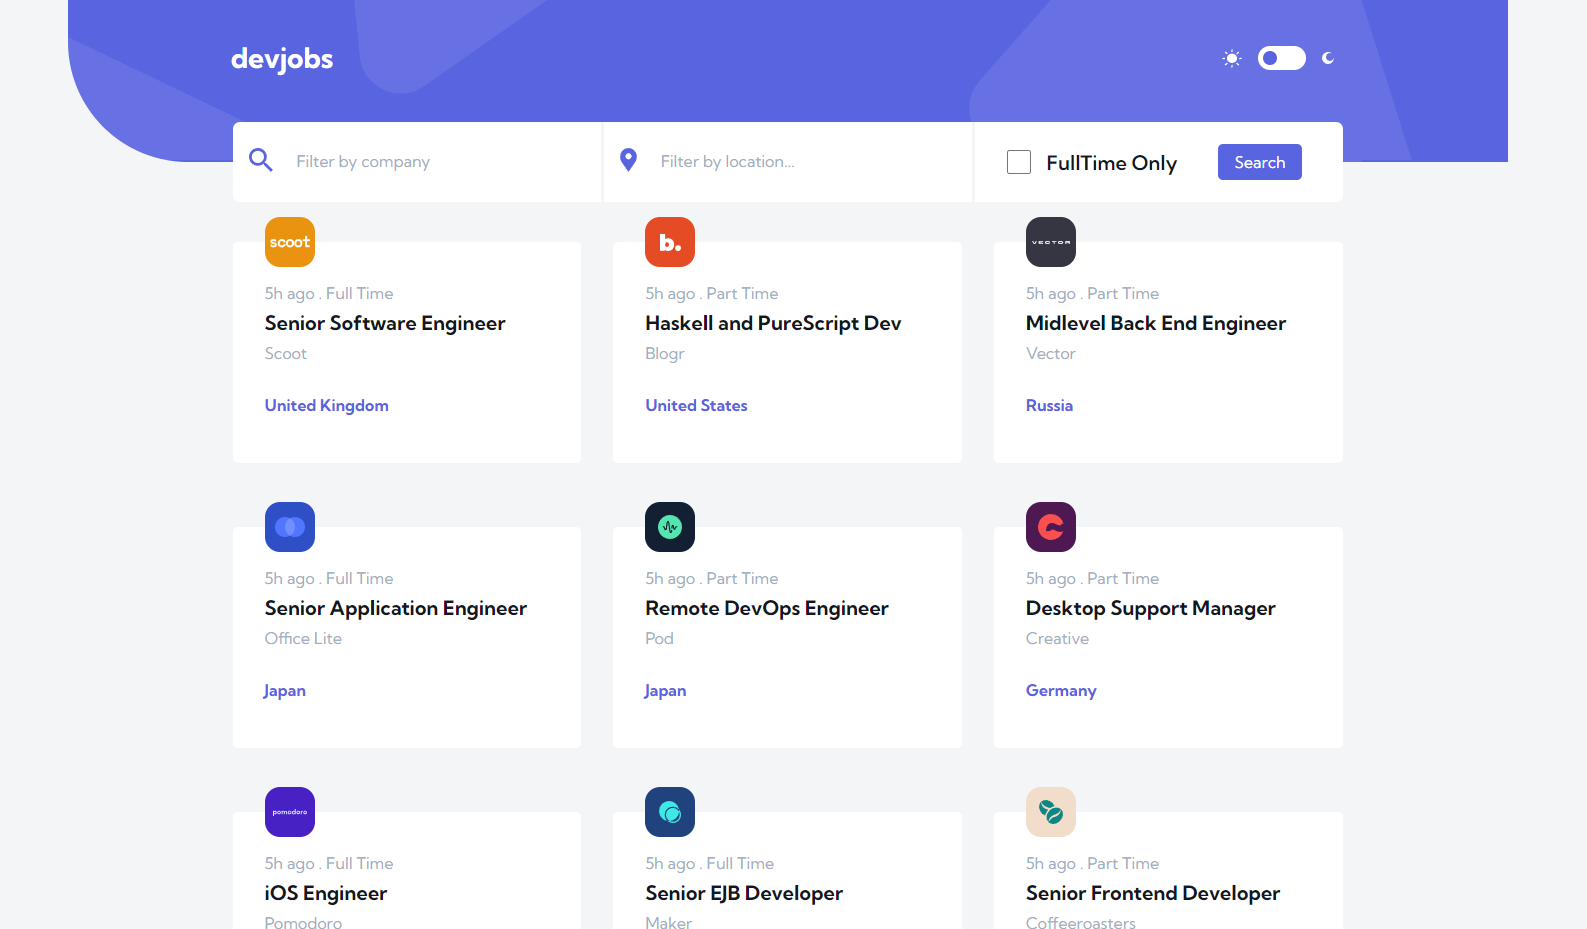 devjobs
Filter by company
Filter by location...
FullTime Only
Search
scoot
b.
VECTOR
5h ago . Full Time
Senior Software Engineer
Scoot
United Kingdom
5h ago . Part Time
Haskell and PureScript Dev
Blogr
United States
5h ago . Part Time
Midlevel Back End Engineer
Vector
Russia
5h ago . Full Time
Senior Application Engineer
Office Lite
Japan
5h ago . Part Time
Remote DevOps Engineer
Pod
Japan
5h ago . Part Time
Desktop Support Manager
Creative
Germany
pomodoro
5h ago . Full Time
iOS Engineer
Pomodoro
5h ago . Full Time
Senior EJB Developer
Maker
5h ago . Part Time
Senior Frontend Developer
Coffeeroasters